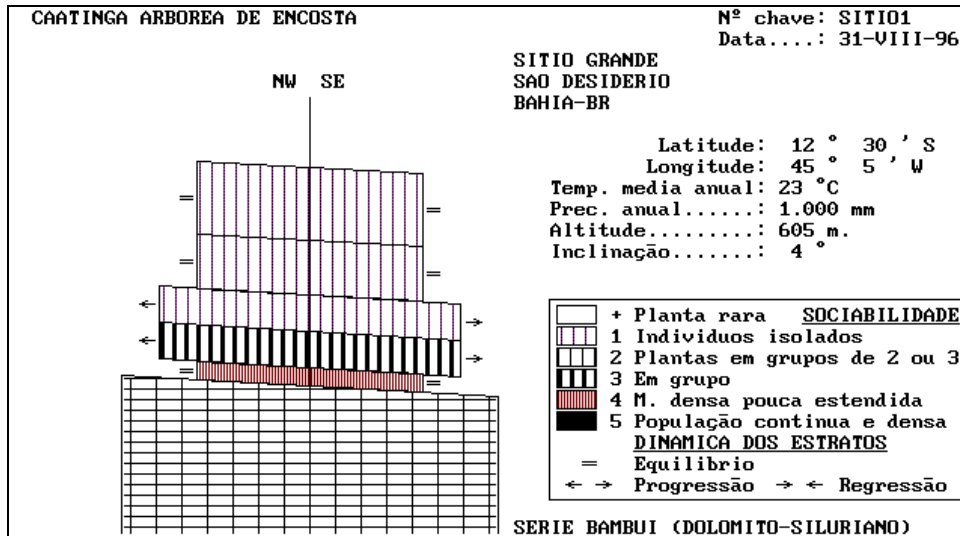 CAATINGA ARBOREA DE ENCOSTA
Nº chave: SITIO1
Data....: 31-VIII-96
SITIO GRANDE
SAO DESIDERIO
BAHIA-BR
NW SE
Latitude: 12 ° 30 ' S
Longitude: 45 ° 5 ' W
Temp. media anual: 23 °C
Prec. anual......: 1.000 mm
Altitude.........: 605 m.
Inclinação.......: 4 °
+ Planta rara SOCIABILIDADE
1 Individuos isolados
2 Plantas em grupos de 2 ou 3
3 Em grupo
4 M. densa pouca estendida
5 População continua e densa
DINAMICA DOS ESTRATOS
= Equilibrio
← → Progressão → ← Regressão
SERIE BAMBUI (DOLOMITO-SILURIANO)